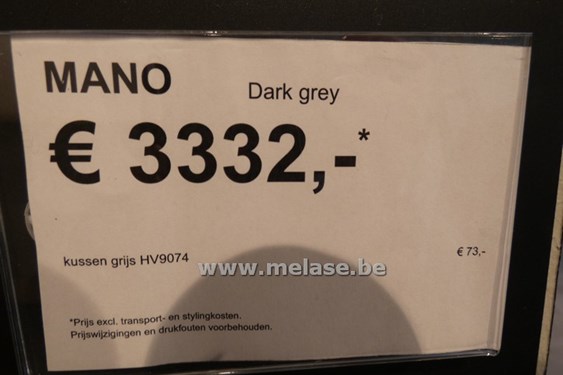 MANO Dark grey
€ 3332,-*
kussen grijs HV9074 € 73,-
www.melase.be
*Prijs excl. transport- en stylingkosten.
Prijswijzigingen en drukfouten voorbehouden.